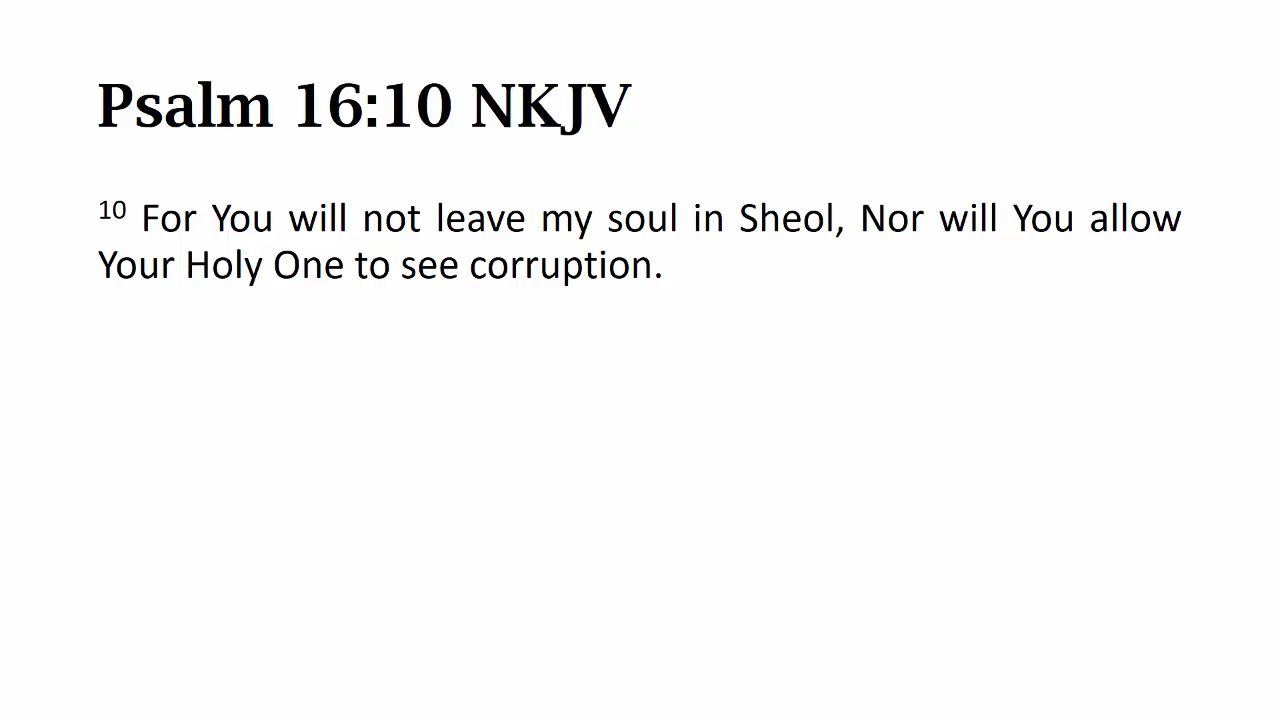 Psalm 16:10 NKJV
10 For You will not leave my soul in Sheol, Nor will You allow
Your Holy One to see corruption.